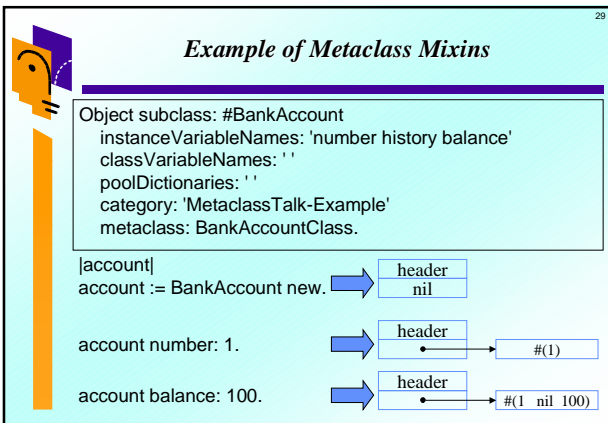 29
Example of Metaclass Mixins
Object subclass: #BankAccount
instanceVariableNames: 'number history balance'
classVariableNames: ' '
poolDictionaries: ' '
category: 'MetaclassTalk-Example'
metaclass: BankAccountClass.
|account|
account := BankAccount new.
header
nil
account number: 1.
header
#(1)
account balance: 100.
header
#(1 nil 100)